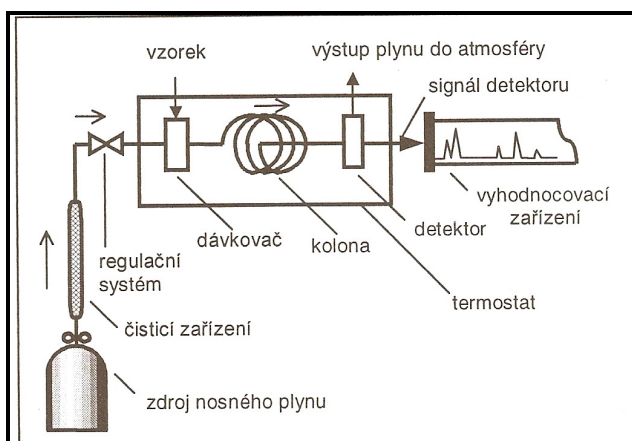 vzorek
výstup plynu do atmosféry
signál detektoru
vyhodnocovací
zařízení
dávkovač
kolona
detektor
regulační
systém
termostat
čisticí zařízení
zdroj nosného plynu